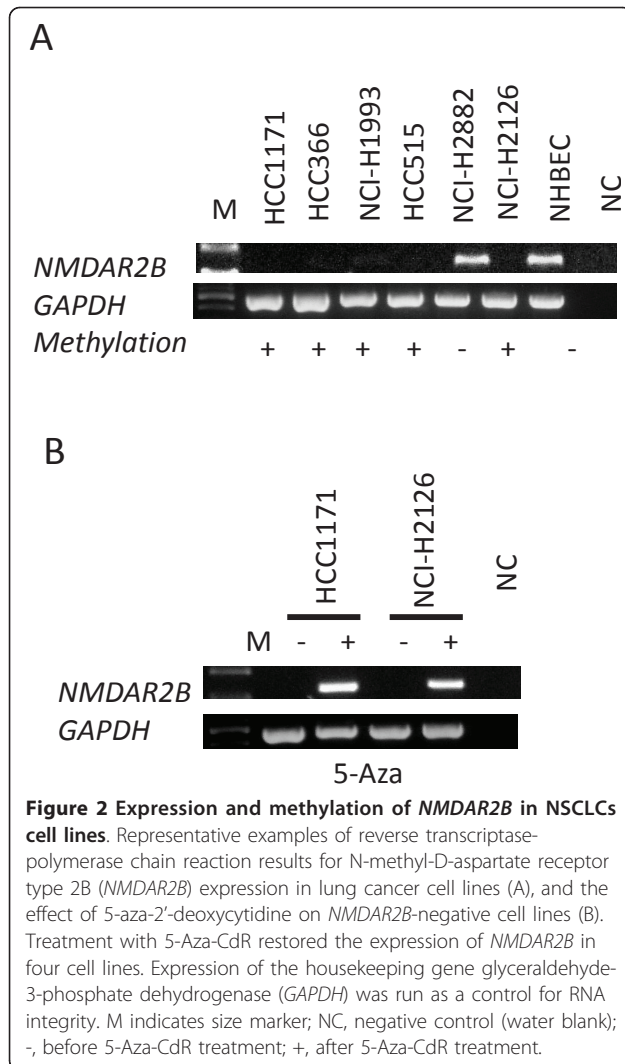 A
M HCC1171 HCC366 NCI-H1993 HCC515 NCI-H2882 NCI-H2126 NHBEC NC
NMDAR2B
GAPDH
Methylation + + + + - + -
B
HCC1171 NCI-H2126 NC
M - + - +
NMDAR2B
GAPDH
5-Aza
Figure 2 Expression and methylation of NMDAR2B in NSCLCs
cell lines. Representative examples of reverse transcriptase-
polymerase chain reaction results for N-methyl-D-aspartate receptor
type 2B (NMDAR2B) expression in lung cancer cell lines (A), and the
effect of 5-aza-2′-deoxycytidine on NMDAR2B-negative cell lines (B).
Treatment with 5-Aza-CdR restored the expression of NMDAR2B in
four cell lines. Expression of the housekeeping gene glyceraldehyde-
3-phosphate dehydrogenase (GAPDH) was run as a control for RNA
integrity. M indicates size marker; NC, negative control (water blank);
-, before 5-Aza-CdR treatment; +, after 5-Aza-CdR treatment.